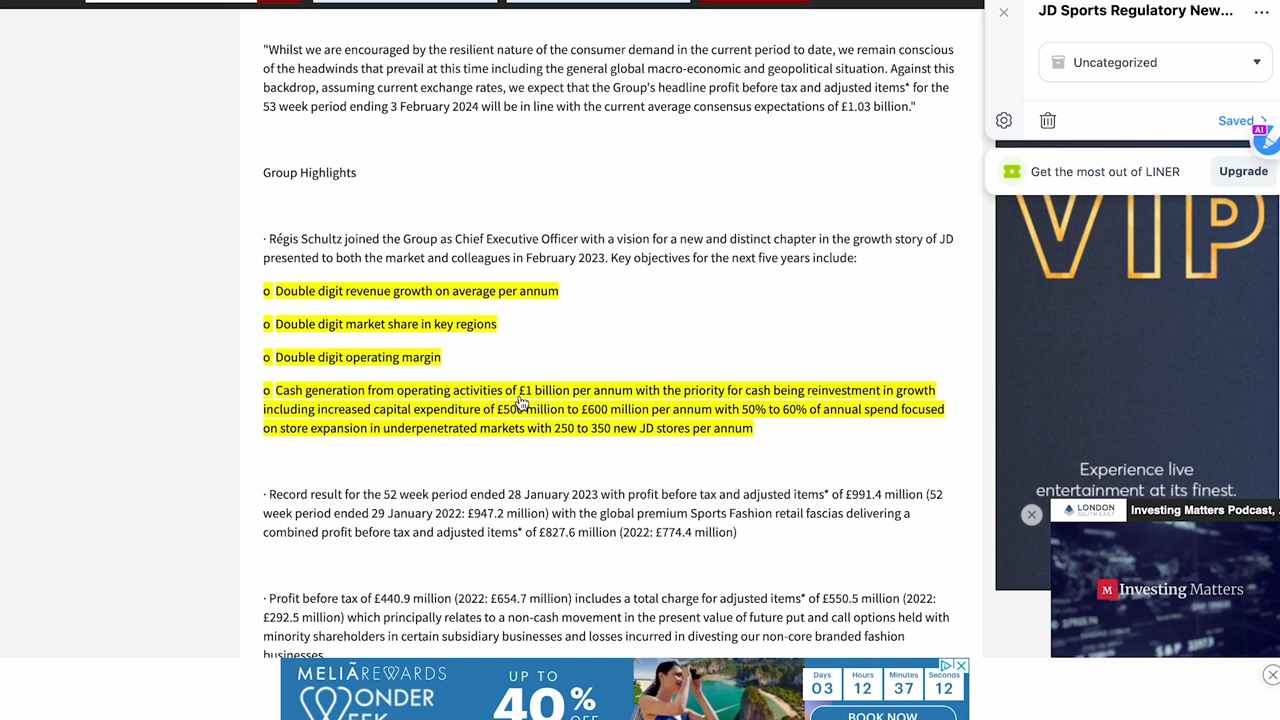 "Whilst we are encouraged by the resilient nature of the consumer demand in the current period to date, we remain conscious
of the headwinds that prevail at this time including the general global macro-economic and geopolitical situation. Against this
backdrop, assuming current exchange rates, we expect that the Group's headline profit before tax and adjusted items* for the
53 week period ending 3 February 2024 will be in line with the current average consensus expectations of £1.03 billion."
Group Highlights
· Régis Schultz joined the Group as Chief Executive Officer with a vision for a new and distinct chapter in the growth story of JD
presented to both the market and colleagues in February 2023. Key objectives for the next five years include:
o Double digit revenue growth on average per annum
o Double digit market share in key regions
o Double digit operating margin
o Cash generation from operating activities of £1 billion per annum with the priority for cash being reinvestment in growth
including increased capital expenditure of £500 million to £600 million per annum with 50% to 60% of annual spend focused
on store expansion in underpenetrated markets with 250 to 350 new JD stores per annum
· Record result for the 52 week period ended 28 January 2023 with profit before tax and adjusted items* of £991.4 million (52
week period ended 29 January 2022: £947.2 million) with the global premium Sports Fashion retail fascias delivering a
combined profit before tax and adjusted items* of £827.6 million (2022: £774.4 million)
· Profit before tax of £440.9 million (2022: £654.7 million) includes a total charge for adjusted items* of £550.5 million (2022:
£292.5 million) which principally relates to a non-cash movement in the present value of future put and call options held with
minority shareholders in certain subsidiary businesses and losses incurred in divesting our non-core branded fashion
businesses
JD Sports Regulatory New...
Uncategorized
Saved
AI
Get the most out of LINER
Upgrade
VIP
Experience live
entertainment at its finest.
LONDON
SOUTH EAST
Investing Matters Podcast,
M Investing Matters
MELIÃ REWARDS
WONDER
WEEK
UP TO
40%
OFF
Days
03
Hours
12
Minutes
37
Seconds
12
BOOK NOW